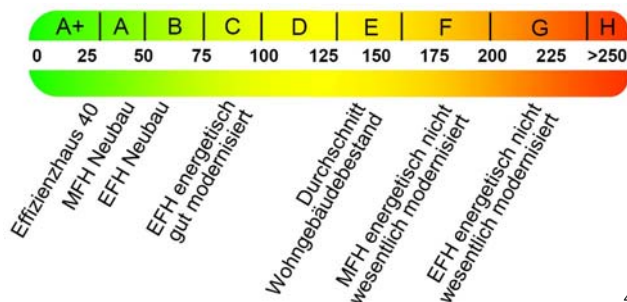 A+ A B C D E F G H
0 25 50 75 100 125 150 175 200 225 >250
Effizienzhaus 40
MFH Neubau
EFH Neubau
EFH energetisch
gut modernisiert
Durchschnitt
Wohngebäudebestand
MFH energetisch nicht
wesentlich modernisiert
EFH energetisch nicht
wesentlich modernisiert